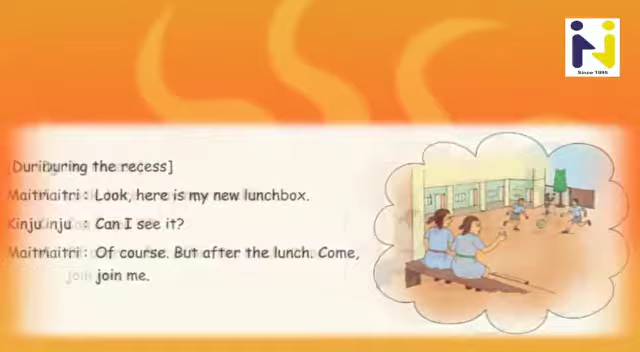 Since 1995
[During the recess]
Maitri : Look, here is my new lunchbox.
Kinju : Can I see it?
Maitri : Of course. But after the lunch. Come,
join me.